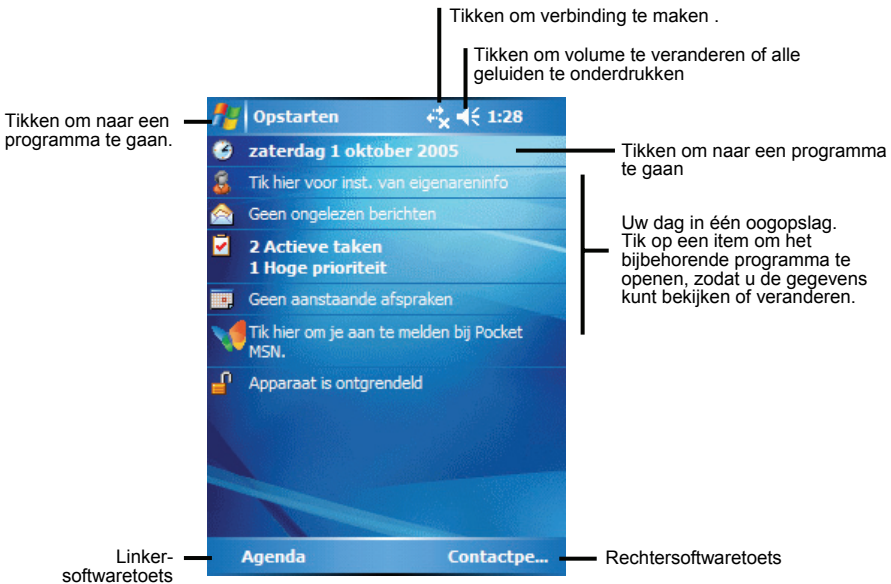 Tikken om verbinding te maken .
Tikken om volume te veranderen of alle
geluiden te onderdrukken
Tikken om naar een
programma te gaan.
Opstarten
1:28
zaterdag 1 oktober 2005
Tik hier voor inst. van eigenareninfo
Geen ongelezen berichten
2 Actieve taken
1 Hoge prioriteit
Geen aanstaande afspraken
Tik hier om je aan te melden bij Pocket
MSN.
Apparaat is ontgrendeld
Tikken om naar een programma
te gaan
Uw dag in één oogopslag.
Tik op een item om het
bijbehorende programma te
openen, zodat u de gegevens
kunt bekijken of veranderen.
Linker-
softwaretoets
Agenda
Contactpe...
Rechtersoftwaretoets